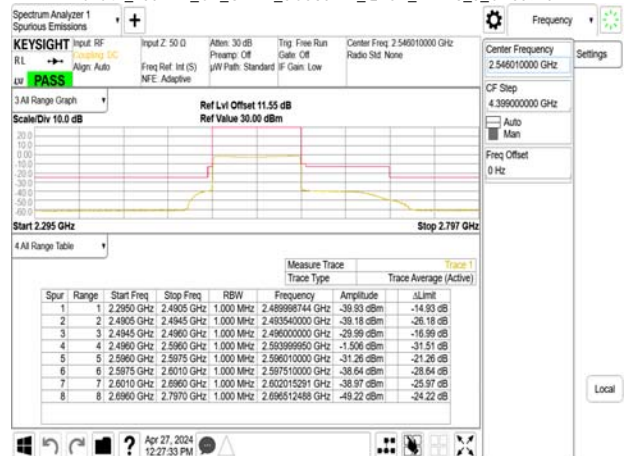 Spectrum Analyzer 1
Spurious Emissions
Frequency
KEYSIGHT Input: RF Input Z: 50 Ω Atten: 30 dB Trig: Free Run Center Freq: 2.546010000 GHz
RL Coupling: DC Preamp: Off Gate: Off Radio Std: None
Align: Auto Freq Ref: Int (S) µW Path: Standard IF Gain: Low
NFE: Adaptive
PASS
Center Frequency
2.546010000 GHz
Settings
CF Step
4.399000000 GHz
Auto
Man
Freq Offset
0 Hz
3 All Range Graph
Ref Lvl Offset 11.55 dB
Scale/Div 10.0 dB Ref Value 30.00 dBm
20.0
10.0
0.00
-10.0
-20.0
-30.0
-40.0
-50.0
-60.0
Start 2.295 GHz Stop 2.797 GHz
4 All Range Table
Measure Trace Trace 1
Trace Type Trace Average (Active)
Spur Range Start Freq Stop Freq RBW Frequency Amplitude ΔLimit
1 1 2.2950 GHz 2.4905 GHz 1.000 MHz 2.489998744 GHz -39.93 dBm -14.93 dB
2 2 2.4905 GHz 2.4945 GHz 1.000 MHz 2.493540000 GHz -39.18 dBm -26.18 dB
3 3 2.4945 GHz 2.4960 GHz 1.000 MHz 2.496000000 GHz -29.99 dBm -16.99 dB
4 4 2.4960 GHz 2.5960 GHz 1.000 MHz 2.593999950 GHz -1.506 dBm -31.51 dB
5 5 2.5960 GHz 2.5975 GHz 1.000 MHz 2.596010000 GHz -31.26 dBm -21.26 dB
6 6 2.5975 GHz 2.6010 GHz 1.000 MHz 2.597510000 GHz -38.64 dBm -28.64 dB
7 7 2.6010 GHz 2.6960 GHz 1.000 MHz 2.602015291 GHz -38.97 dBm -25.97 dB
8 8 2.6960 GHz 2.7970 GHz 1.000 MHz 2.696512488 GHz -49.22 dBm -24.22 dB
Local
Apr 27, 2024
12:27:33 PM